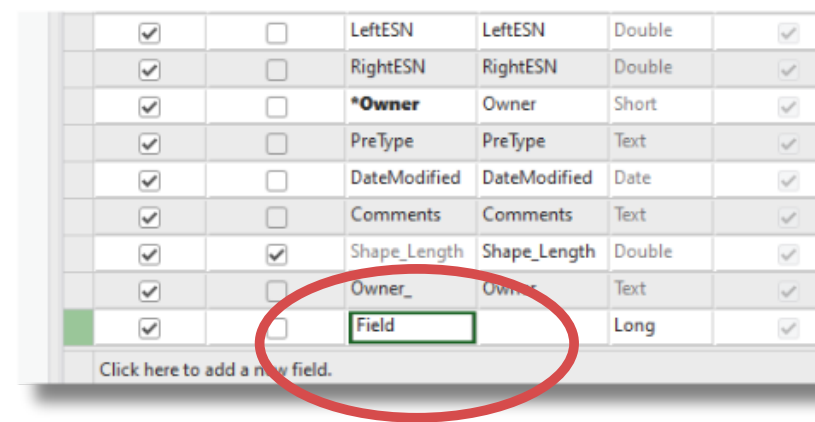 LeftESN LeftESN Double
RightESN RightESN Double
*Owner Owner Short
PreType PreType Text
DateModified DateModified Date
Comments Comments Text
Shape_Length Shape_Length Double
Owner_ Owner Text
Field Long
Click here to add a new field.